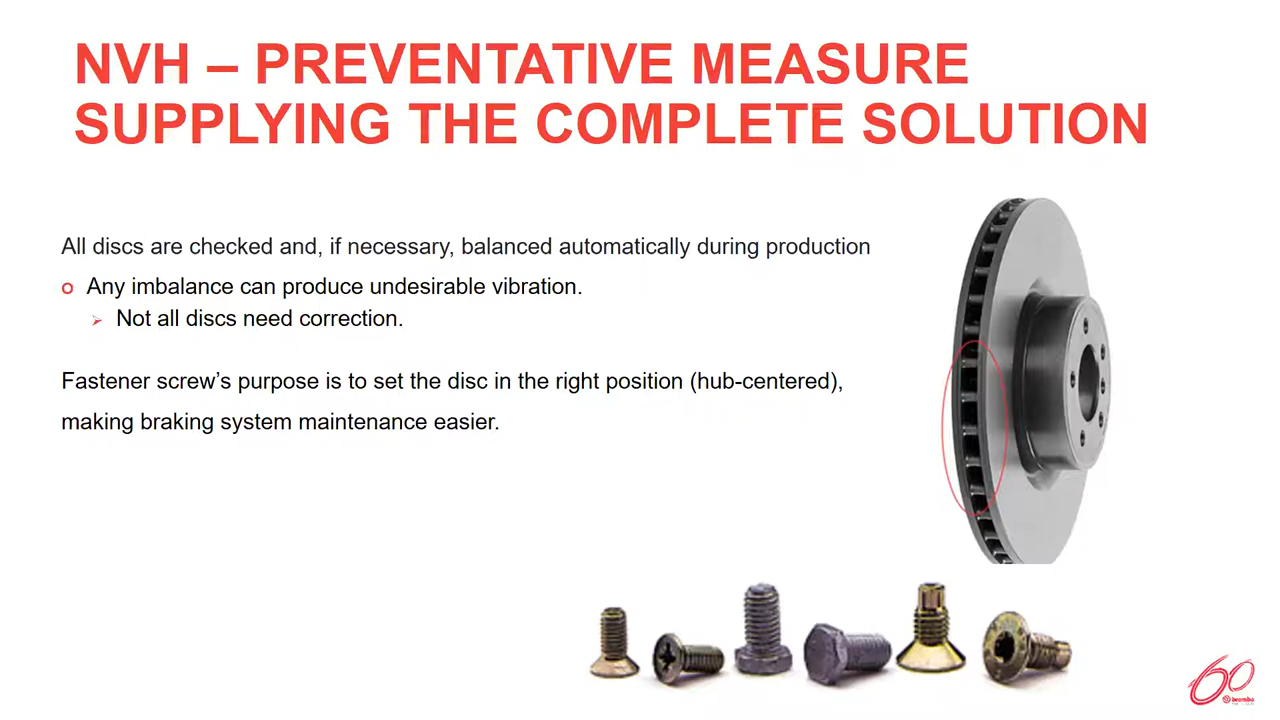 NVH – PREVENTATIVE MEASURE
SUPPLYING THE COMPLETE SOLUTION
All discs are checked and, if necessary, balanced automatically during production
o Any imbalance can produce undesirable vibration.
➢ Not all discs need correction.
Fastener screw’s purpose is to set the disc in the right position (hub-centered),
making braking system maintenance easier.
60
brembo